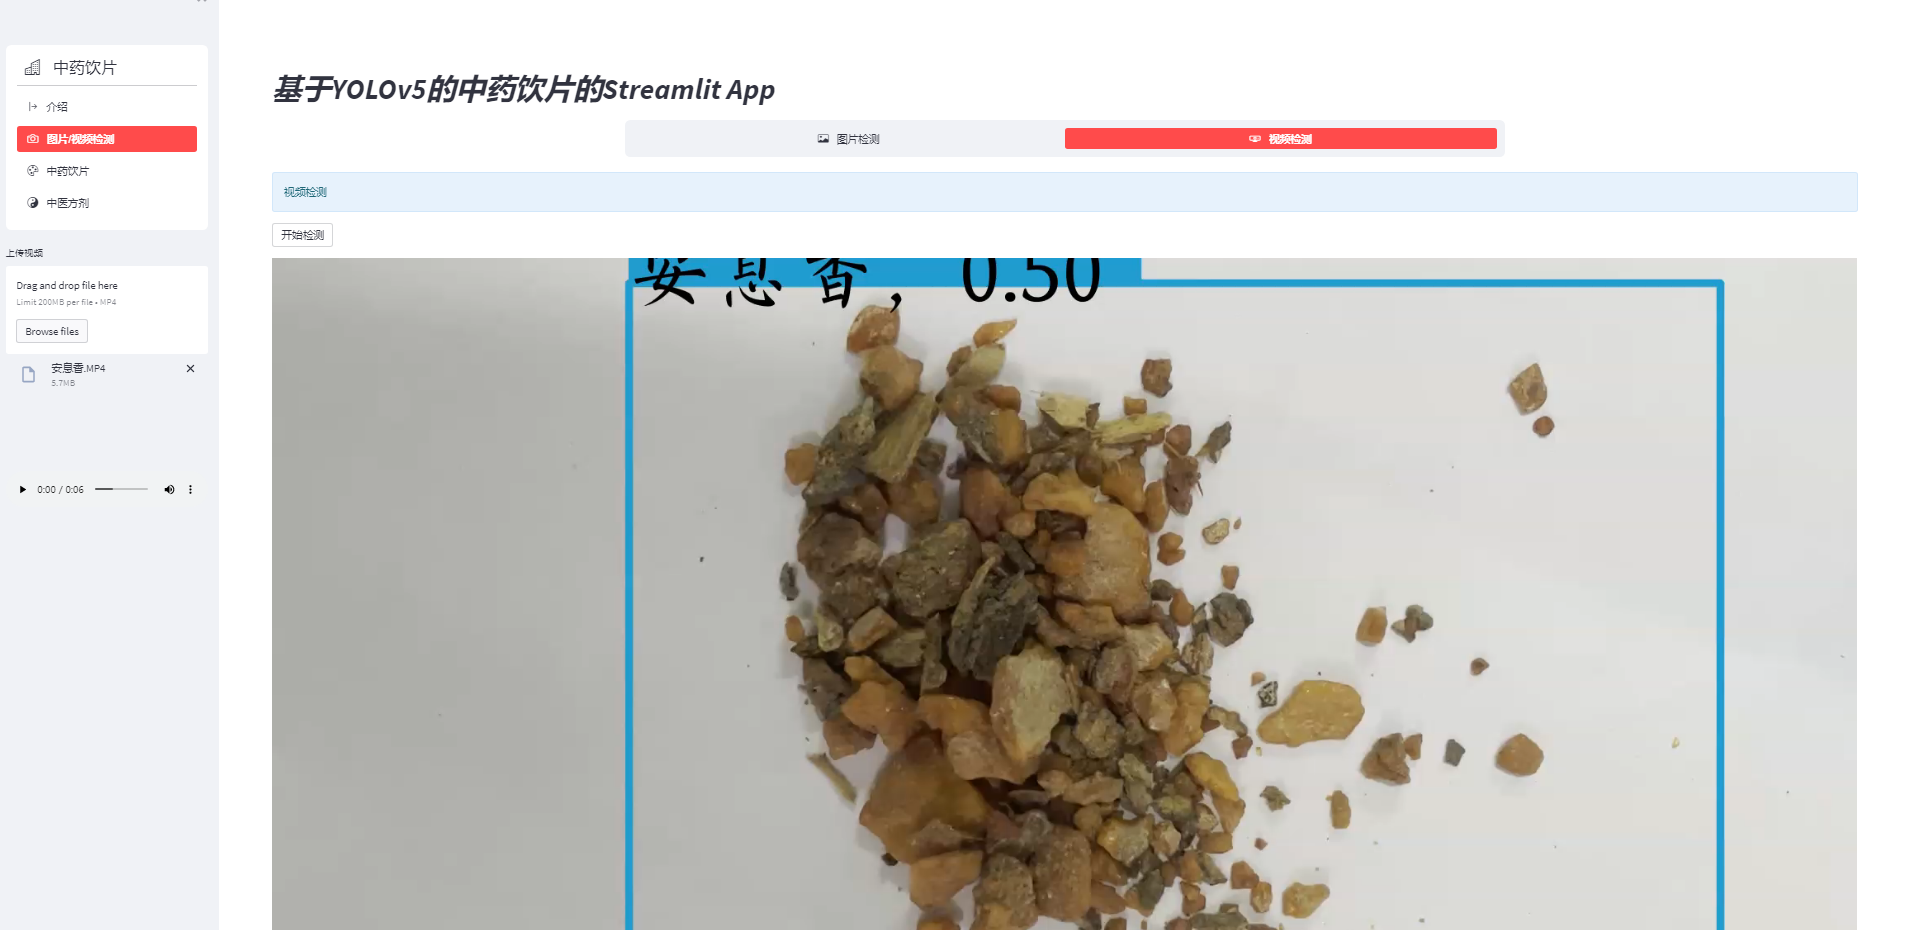 中药饮片
介绍
图片/视频检测
中药饮片
中医方剂
上传视频
Drag and drop file here
Limit 200MB per file • MP4
Browse files
安息香.MP4
5.7MB
0:00 / 0:06
基于YOLOv5的中药饮片的Streamlit App
图片检测
视频检测
视频检测
开始检测
安息香，0.50